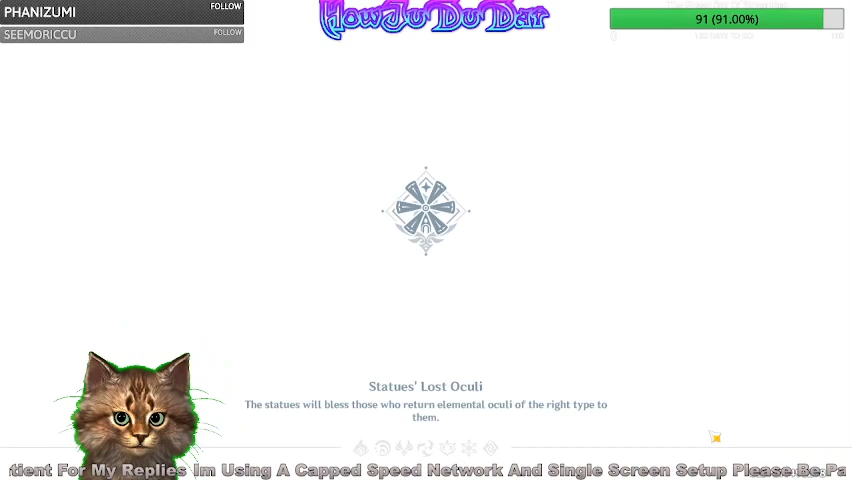 PHANIZUMI FOLLOW
SEEMORICCU FOLLOW
HowJu Du Dat
91 (91.00%)
Statues' Lost Oculi
The statues will bless those who return elemental oculi of the right type to
them.
tient For My Replies Im Using A Capped Speed Network And Single Screen Setup Please Be Pa